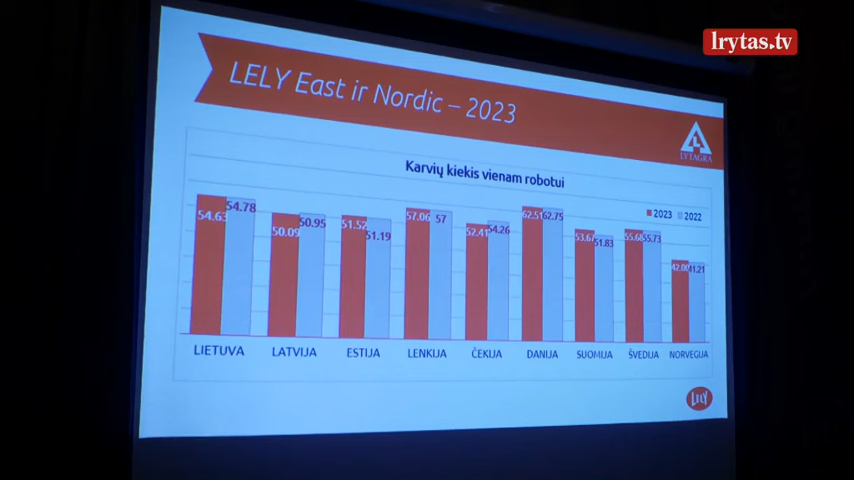 lrytas.tv
LELY East ir Nordic – 2023
LYTAGRA
Karvių kiekis vienam robotui
2023 2022
54.63 54.78 50.09 50.95 51.52 51.19 57.06 57 52.41 54.26 62.51 62.75 53.67 51.83 55.68 55.73 42.00 41.21
LIETUVA LATVIJA ESTIJA LENKIJA ČEKIJA DANIJA SUOMIJA ŠVEDIJA NORVEGIJA
LELY